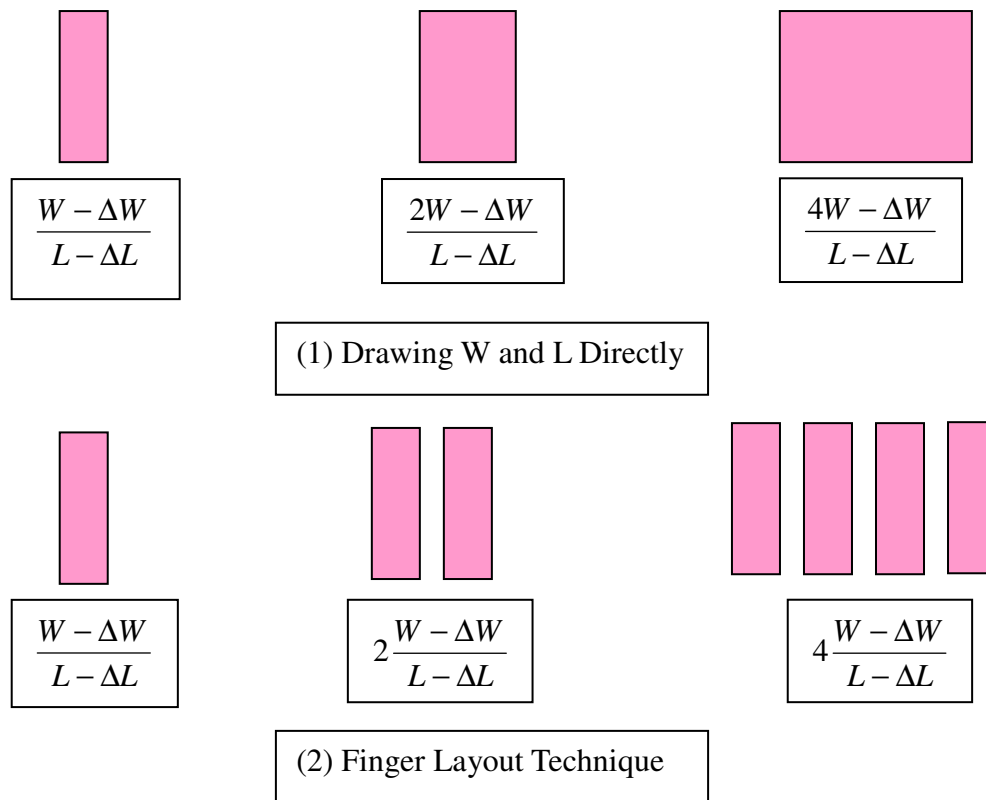 W − ΔW
L − ΔL
2W − ΔW
L − ΔL
4W − ΔW
L − ΔL
(1) Drawing W and L Directly
W − ΔW
L − ΔL
2 W − ΔW
L − ΔL
4 W − ΔW
L − ΔL
(2) Finger Layout Technique